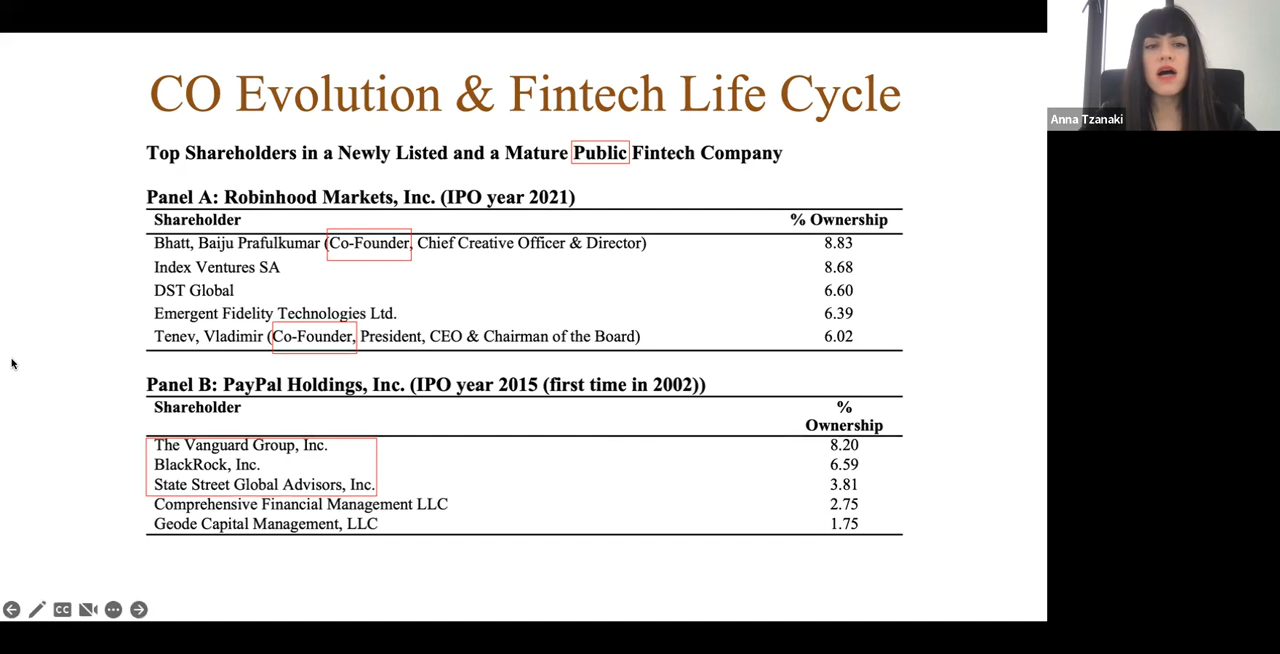 CO Evolution & Fintech Life Cycle
Anna Tzanaki
Top Shareholders in a Newly Listed and a Mature Public Fintech Company
Panel A: Robinhood Markets, Inc. (IPO year 2021)
Shareholder % Ownership
Bhatt, Baiju Prafulkumar (Co-Founder, Chief Creative Officer & Director) 8.83
Index Ventures SA 8.68
DST Global 6.60
Emergent Fidelity Technologies Ltd. 6.39
Tenev, Vladimir (Co-Founder, President, CEO & Chairman of the Board) 6.02
Panel B: PayPal Holdings, Inc. (IPO year 2015 (first time in 2002))
Shareholder %
Ownership
The Vanguard Group, Inc. 8.20
BlackRock, Inc. 6.59
State Street Global Advisors, Inc. 3.81
Comprehensive Financial Management LLC 2.75
Geode Capital Management, LLC 1.75
CC